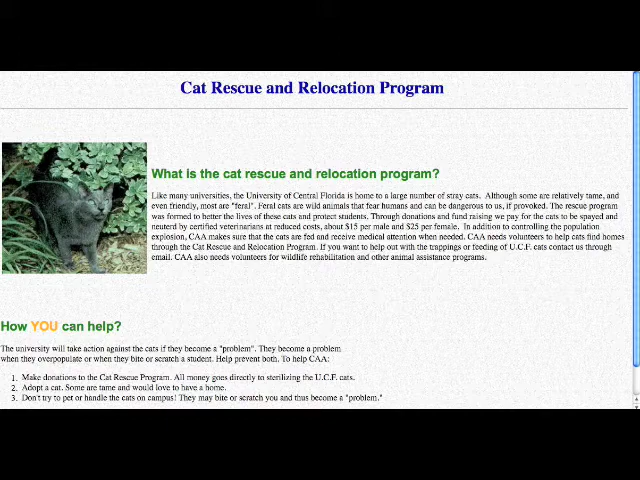 Cat Rescue and Relocation Program
What is the cat rescue and relocation program?
Like many universities, the University of Central Florida is home to a large number of stray cats. Although some are relatively tame, and
even friendly, most are "feral". Feral cats are wild animals that fear humans and can be dangerous to us, if provoked. The rescue program
was formed to better the lives of these cats and protect students. Through donations and fund raising we pay for the cats to be spayed and
neuterd by certified veterinarians at reduced costs, about $15 per male and $25 per female. In addition to controlling the population
explosion, CAA makes sure that the cats are fed and receive medical attention when needed. CAA needs volunteers to help cats find homes
through the Cat Rescue and Relocation Program. If you want to help out with the trappings or feeding of U.C.F. cats contact us through
email. CAA also needs volunteers for wildlife rehabilitation and other animal assistance programs.
How YOU can help?
The university will take action against the cats if they become a "problem". They become a problem
when they overpopulate or when they bite or scratch a student. Help prevent both. To help CAA:
1. Make donations to the Cat Rescue Program. All money goes directly to sterilizing the U.C.F. cats.
2. Adopt a cat. Some are tame and would love to have a home.
3. Don't try to pet or handle the cats on campus! They may bite or scratch you and thus become a "problem."